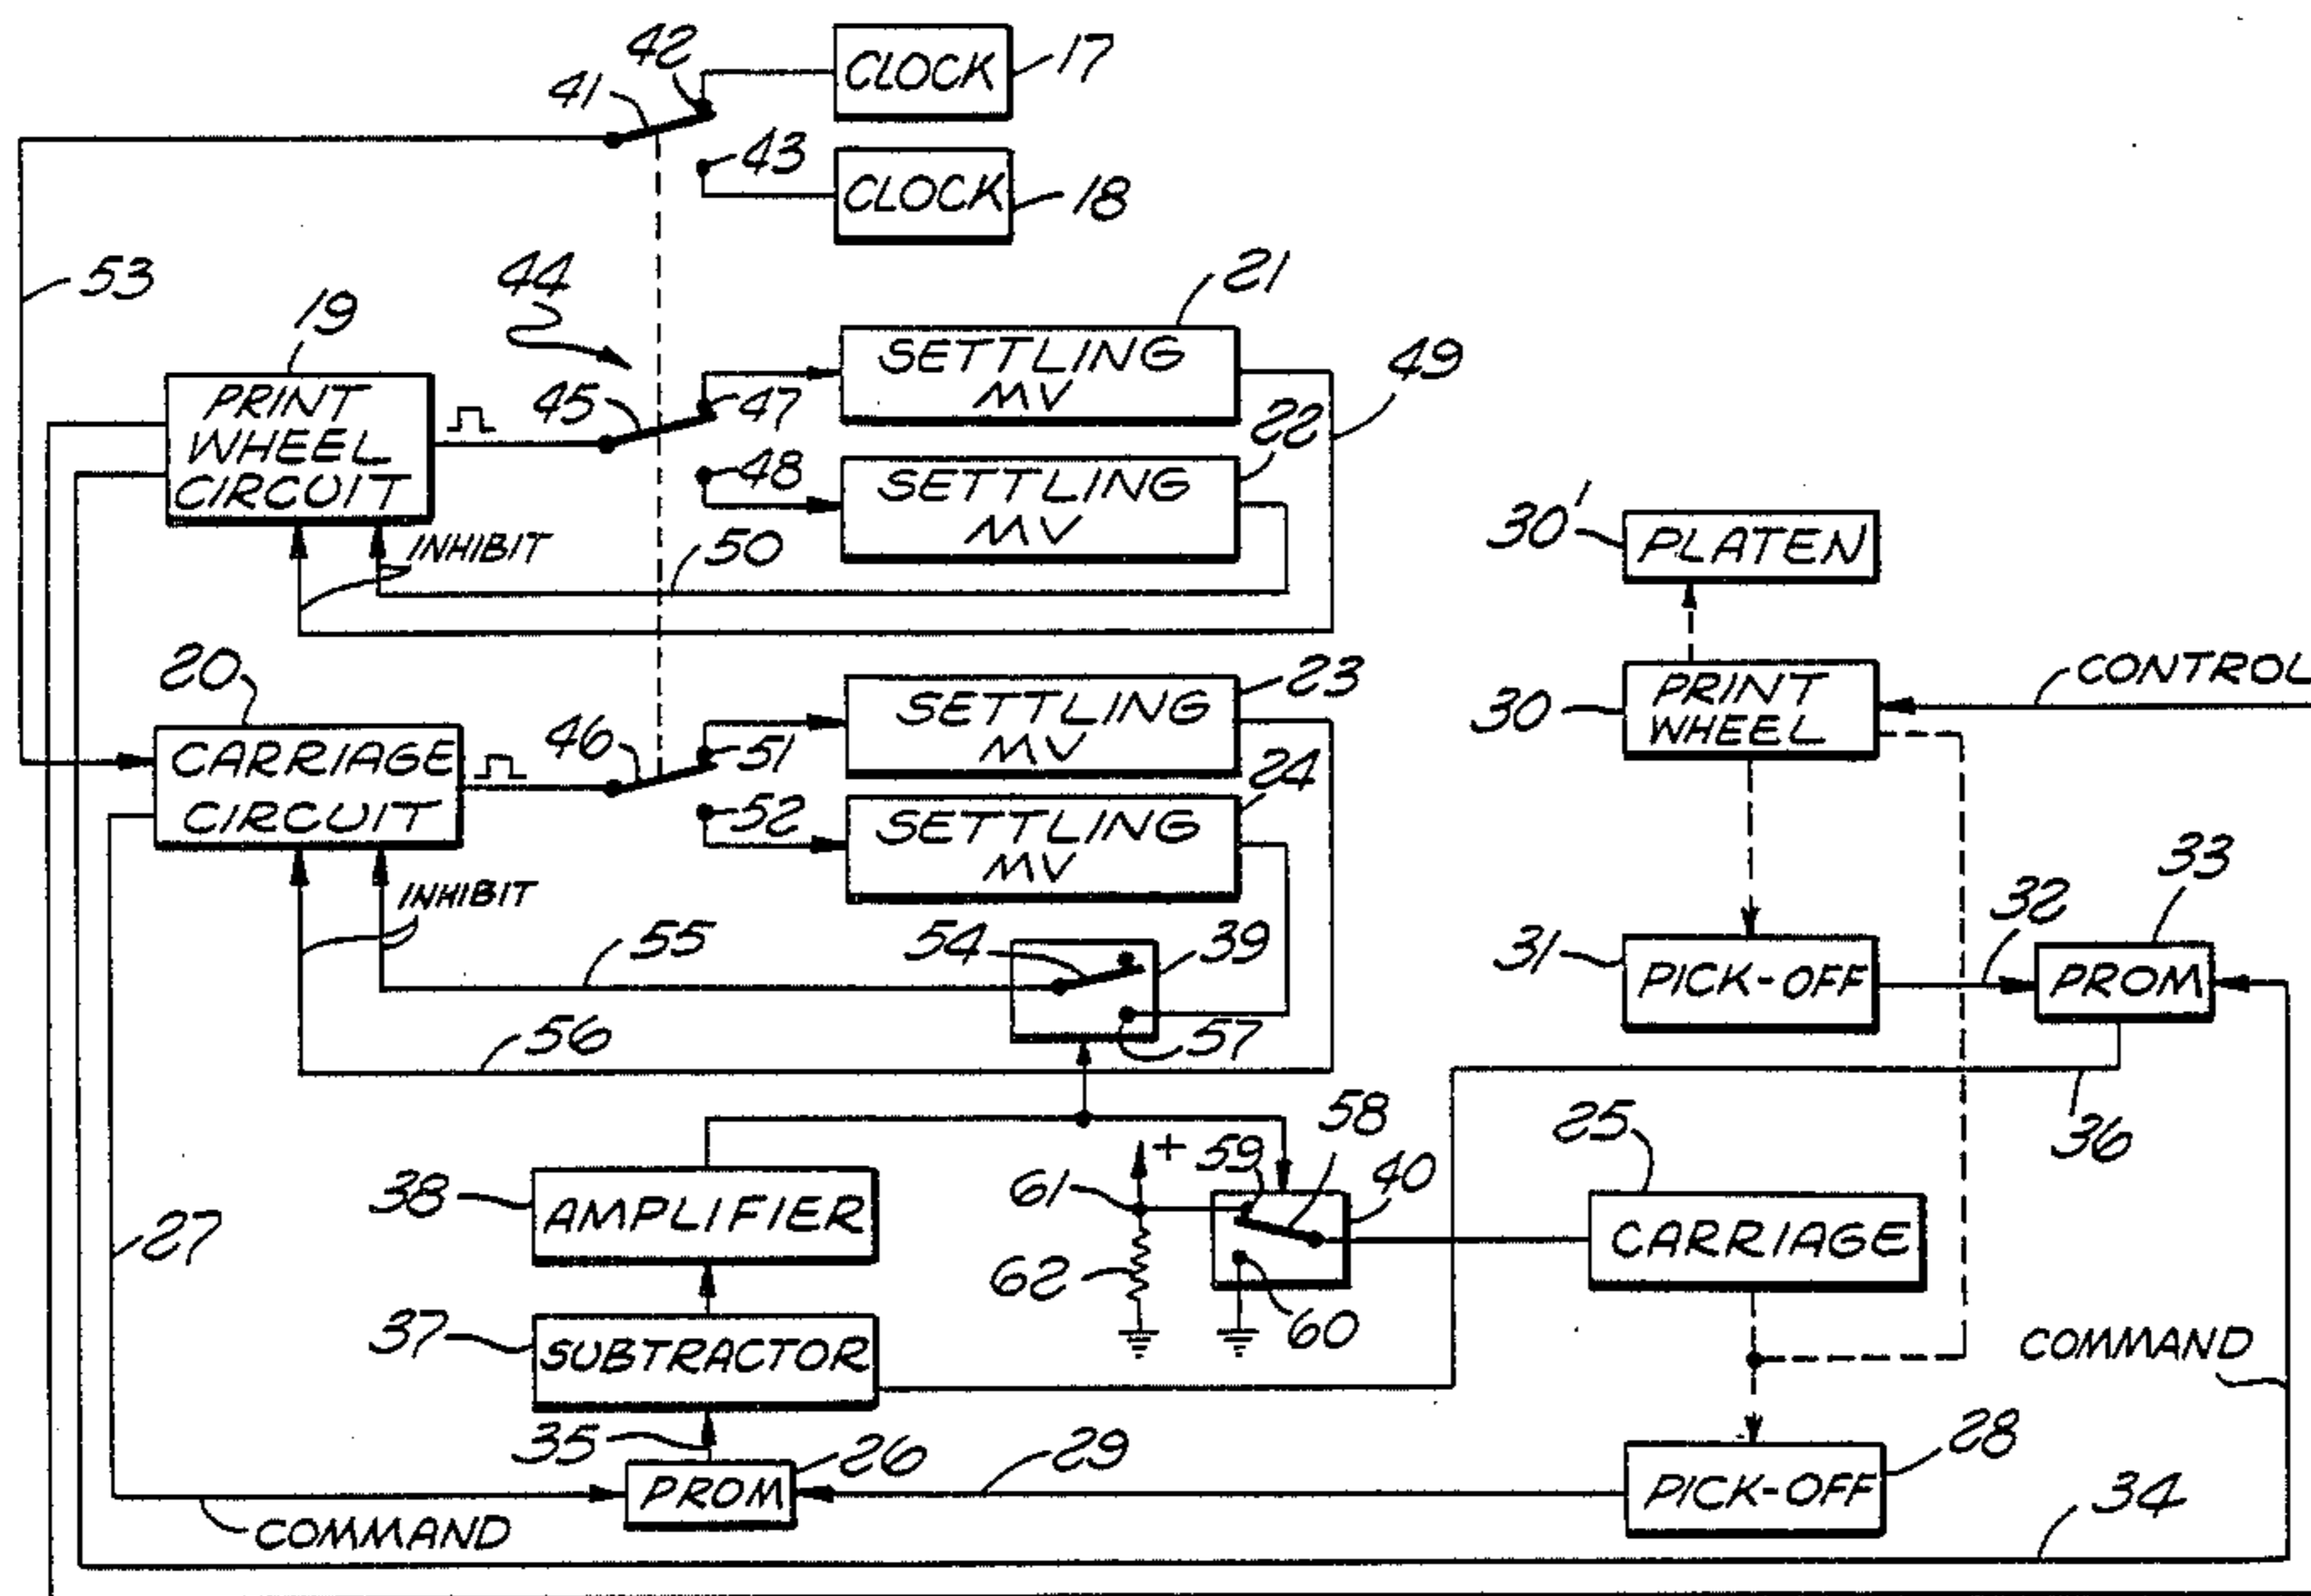 42
CLOCK
17
41
43
CLOCK
18
53
44
21
19
SETTLING
MV
49
PRINT
WHEEL
CIRCUIT
45
47
22
48
SETTLING
MV
INHIBIT
50
30'
PLATEN
20
23
CONTROL
SETTLING
MV
30
PRINT
WHEEL
CARRIAGE
CIRCUIT
46
51
24
52
SETTLING
MV
33
INHIBIT
32
55
54
39
31
PICK-OFF
PROM
56
57
58
25
36
+
59
40
38
AMPLIFIER
61
27
CARRIAGE
62
37
SUBTRACTOR
60
COMMAND
35
26
29
28
PROM
PICK-OFF
34
COMMAND